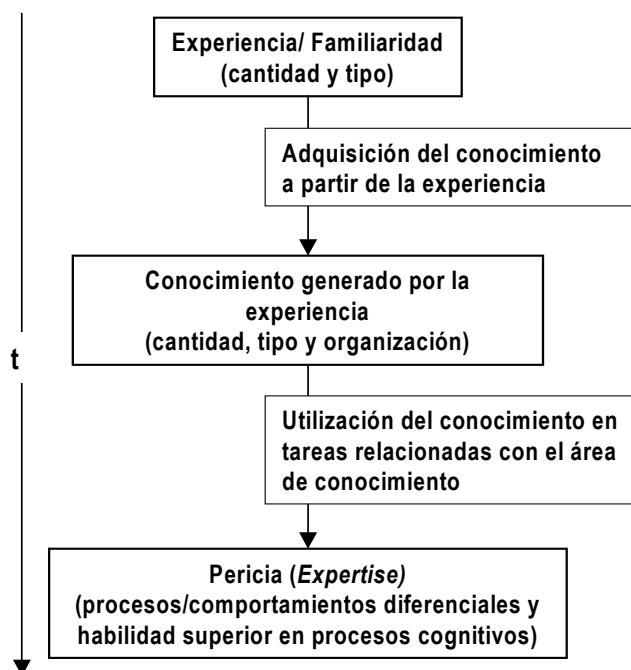 Experiencia/ Familiaridad
(cantidad y tipo)
Adquisición del conocimiento
a partir de la experiencia
Conocimiento generado por la
experiencia
(cantidad, tipo y organización)
t
Utilización del conocimiento en
tareas relacionadas con el área
de conocimiento
Pericia (Expertise)
(procesos/comportamientos diferenciales y
habilidad superior en procesos cognitivos)